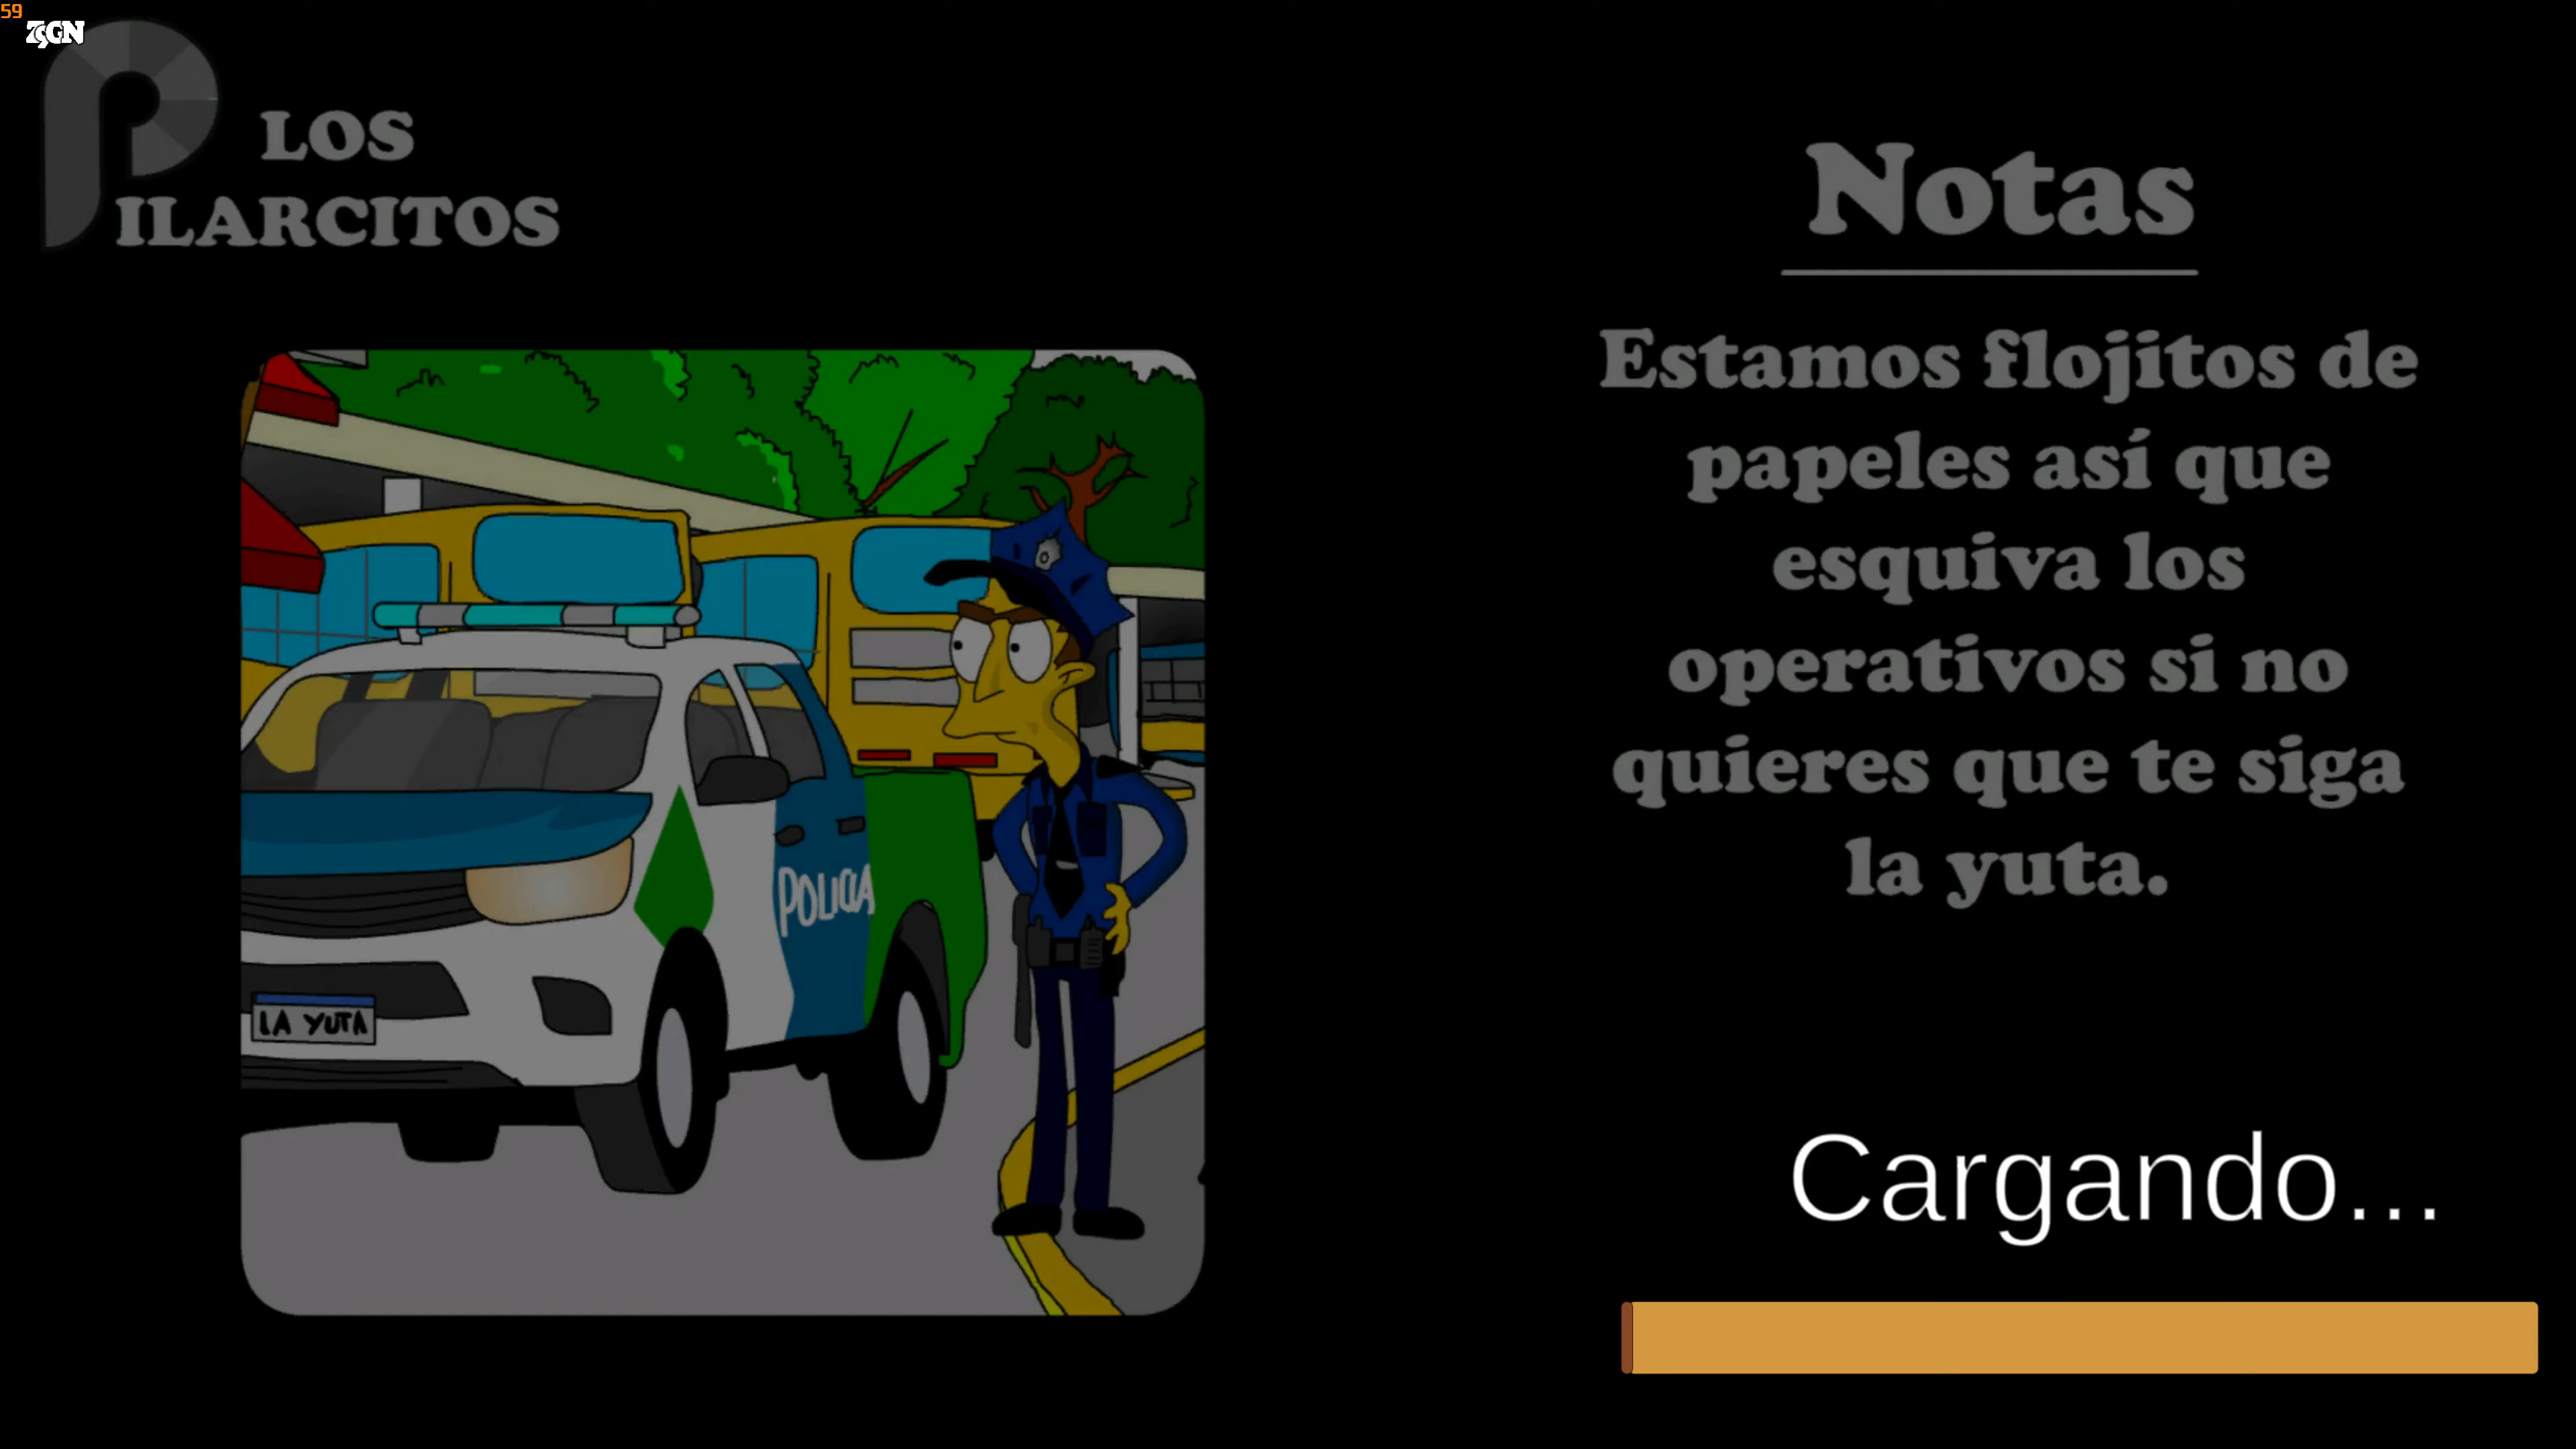 59
ZGN
LOS
PILARCITOS
Notas
Estamos flojitos de
papeles así que
esquiva los
operativos si no
quieres que te siga
la yuta.
POLICIA
LA YUTA
Cargando...